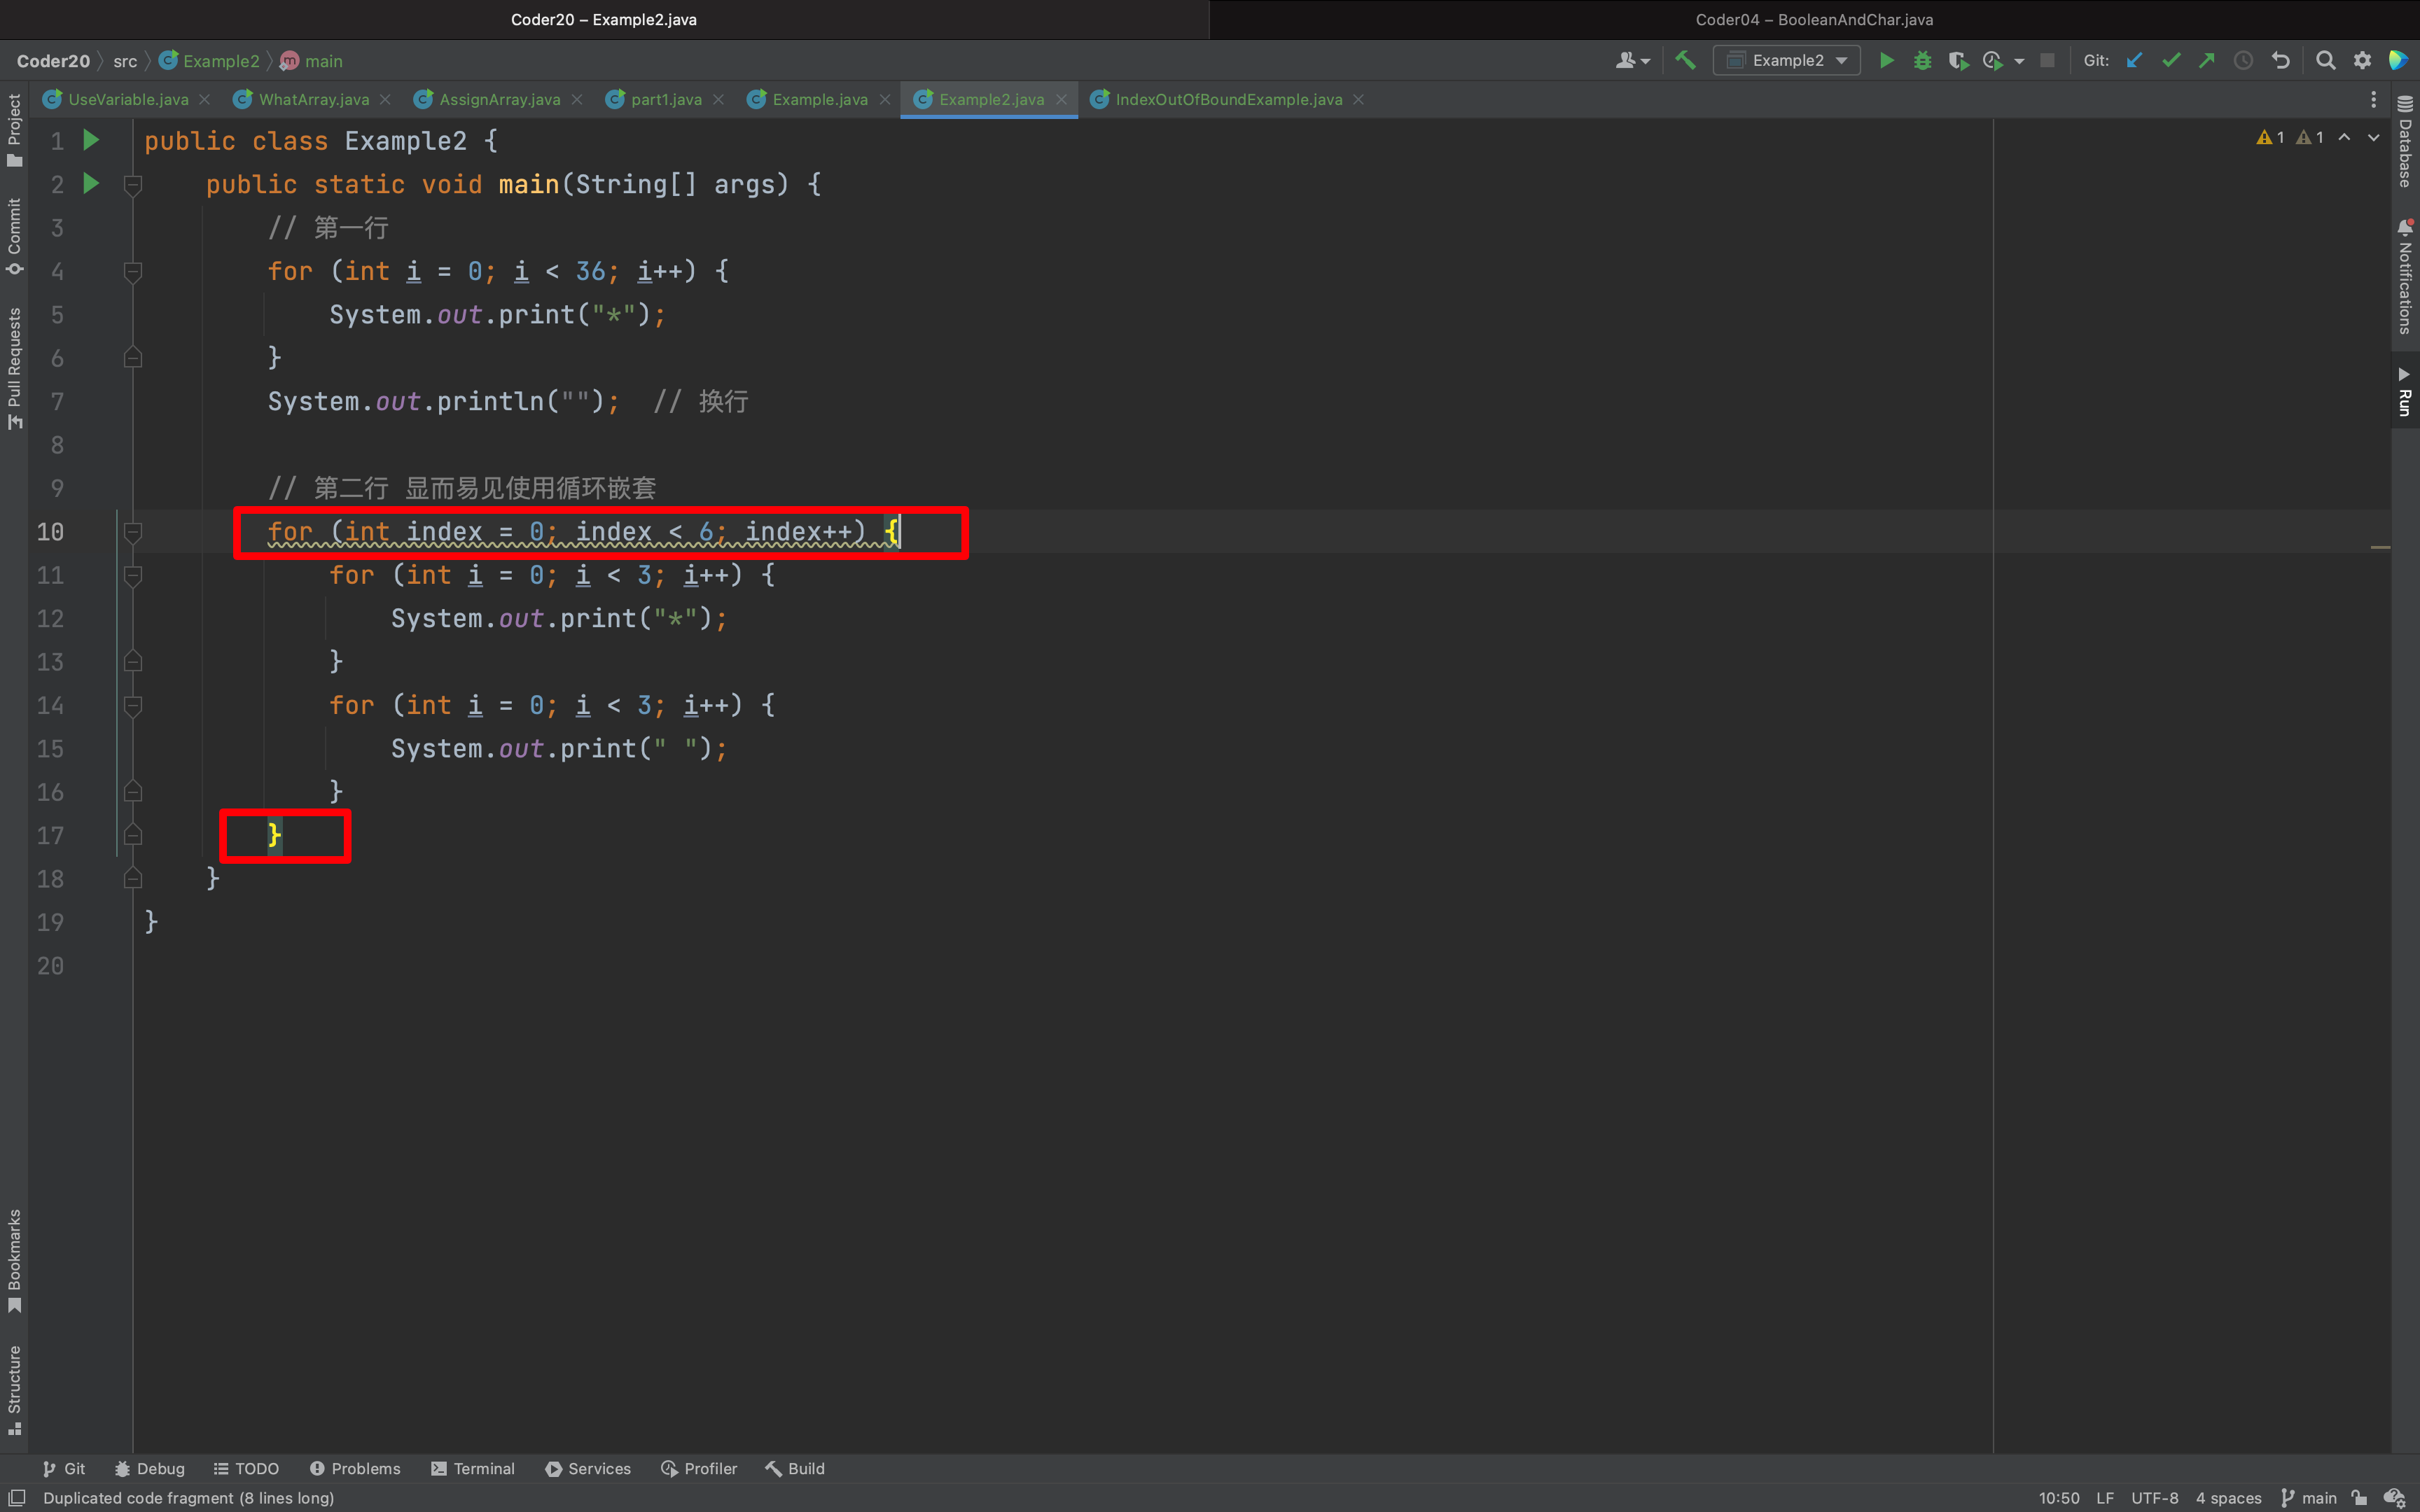 Coder20 – Example2.java
Coder04 – BooleanAndChar.java
Coder20 src Example2 main
Example2
Git:
UseVariable.java
WhatArray.java
AssignArray.java
part1.java
Example.java
Example2.java
IndexOutOfBoundExample.java
Project
Commit
Pull Requests
Bookmarks
Structure
1 public class Example2 {
2 public static void main(String[] args) {
3 // 第一行
4 for (int i = 0; i < 36; i++) {
5 System.out.print("*");
6 }
7 System.out.println(""); // 换行
8
9 // 第二行 显而易见使用循环嵌套
10 for (int index = 0; index < 6; index++) {
11 for (int i = 0; i < 3; i++) {
12 System.out.print("*");
13 }
14 for (int i = 0; i < 3; i++) {
15 System.out.print(" ");
16 }
17 }
18 }
19 }
20
1 1
Database
Notifications
Run
Git
Debug
TODO
Problems
Terminal
Services
Profiler
Build
Duplicated code fragment (8 lines long)
10:50 LF UTF-8 4 spaces main